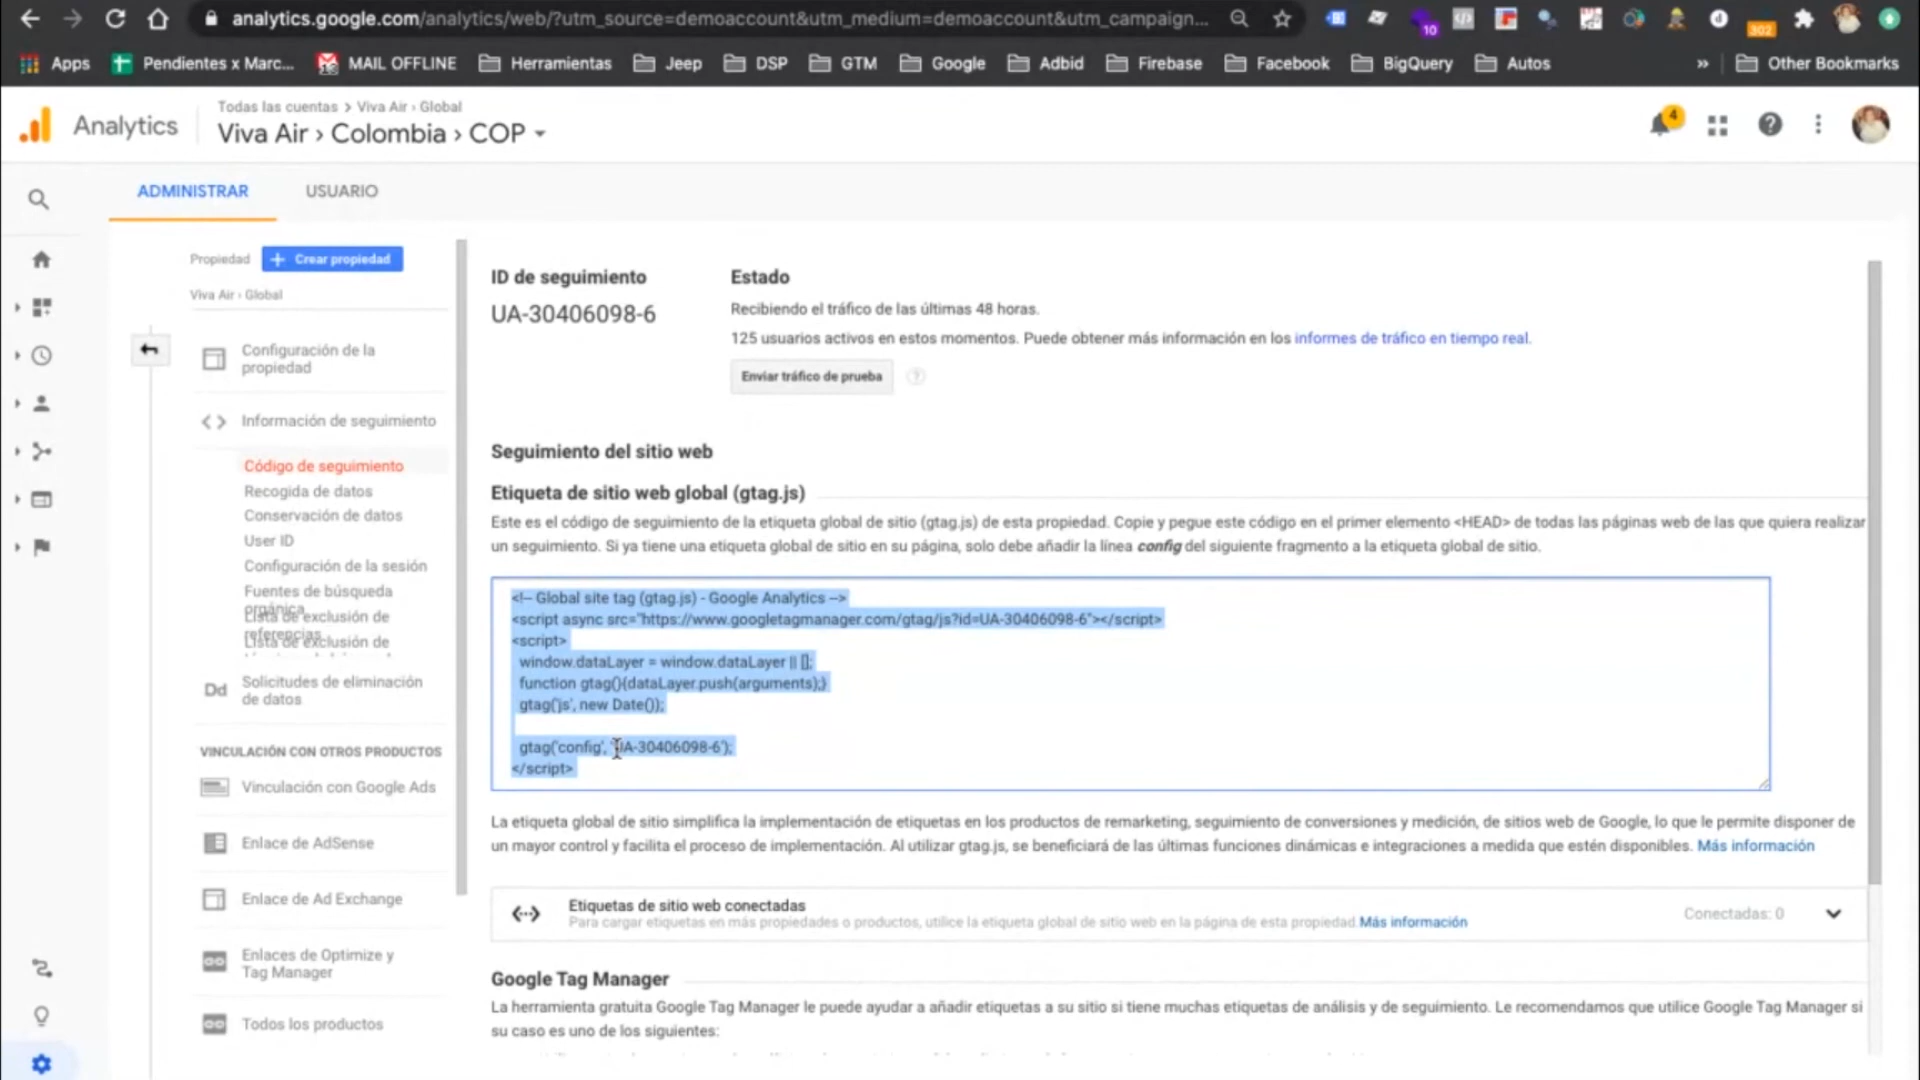 analytics.google.com/analytics/web/?utm_source=demoaccount&utm_medium=demoaccount&utm_campaign...
10
302
Apps
Pendientes x Marc...
MAIL OFFLINE
Herramientas
Jeep
DSP
GTM
Google
Adbid
Firebase
Facebook
BigQuery
Autos
»
Other Bookmarks
Analytics
Todas las cuentas > Viva Air › Global
Viva Air › Colombia › COP
4
ADMINISTRAR
USUARIO
Propiedad
+ Crear propiedad
Viva Air › Global
Configuración de la
propiedad
Información de seguimiento
Código de seguimiento
Recogida de datos
Conservación de datos
User ID
Configuración de la sesión
Fuentes de búsqueda
orgánica
Lista de exclusión de
referencias
Lista de exclusión de
Dd Solicitudes de eliminación
de datos
VINCULACIÓN CON OTROS PRODUCTOS
Vinculación con Google Ads
Enlace de AdSense
Enlace de Ad Exchange
Enlaces de Optimize y
Tag Manager
Todos los productos
ID de seguimiento
UA-30406098-6
Estado
Recibiendo el tráfico de las últimas 48 horas.
125 usuarios activos en estos momentos. Puede obtener más información en los informes de tráfico en tiempo real.
Enviar tráfico de prueba
?
Seguimiento del sitio web
Etiqueta de sitio web global (gtag.js)
Este es el código de seguimiento de la etiqueta global de sitio (gtag.js) de esta propiedad. Copie y pegue este código en el primer elemento <HEAD> de todas las páginas web de las que quiera realizar
un seguimiento. Si ya tiene una etiqueta global de sitio en su página, solo debe añadir la línea config del siguiente fragmento a la etiqueta global de sitio.
<!-- Global site tag (gtag.js) - Google Analytics -->
<script async src="https://www.googletagmanager.com/gtag/js?id=UA-30406098-6"></script>
<script>
window.dataLayer = window.dataLayer || [];
function gtag(){dataLayer.push(arguments);}
gtag('js', new Date());
gtag('config', 'UA-30406098-6');
</script>
La etiqueta global de sitio simplifica la implementación de etiquetas en los productos de remarketing, seguimiento de conversiones y medición, de sitios web de Google, lo que le permite disponer de
un mayor control y facilita el proceso de implementación. Al utilizar gtag.js, se beneficiará de las últimas funciones dinámicas e integraciones a medida que estén disponibles. Más información
Etiquetas de sitio web conectadas
Para cargar etiquetas en más propiedades o productos, utilice la etiqueta global de sitio web en la página de esta propiedad.Más información
Conectadas: 0
Google Tag Manager
La herramienta gratuita Google Tag Manager le puede ayudar a añadir etiquetas a su sitio si tiene muchas etiquetas de análisis y de seguimiento. Le recomendamos que utilice Google Tag Manager si
su caso es uno de los siguientes: